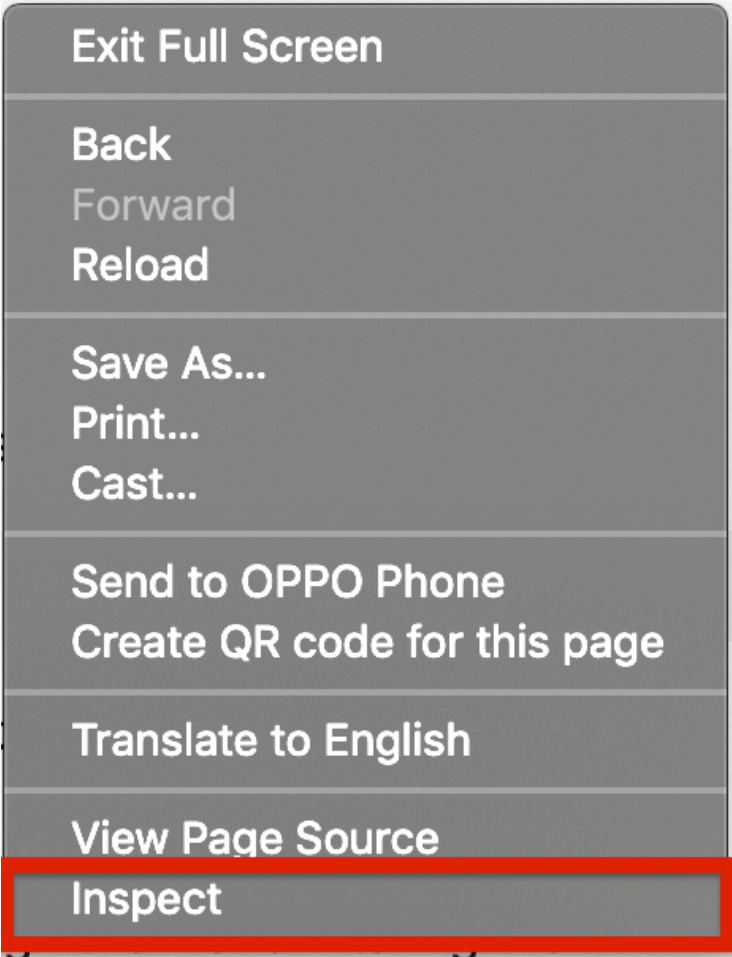 Exit Full Screen
Back
Forward
Reload
Save As...
Print...
Cast...
Send to OPPO Phone
Create QR code for this page
Translate to English
View Page Source
Inspect